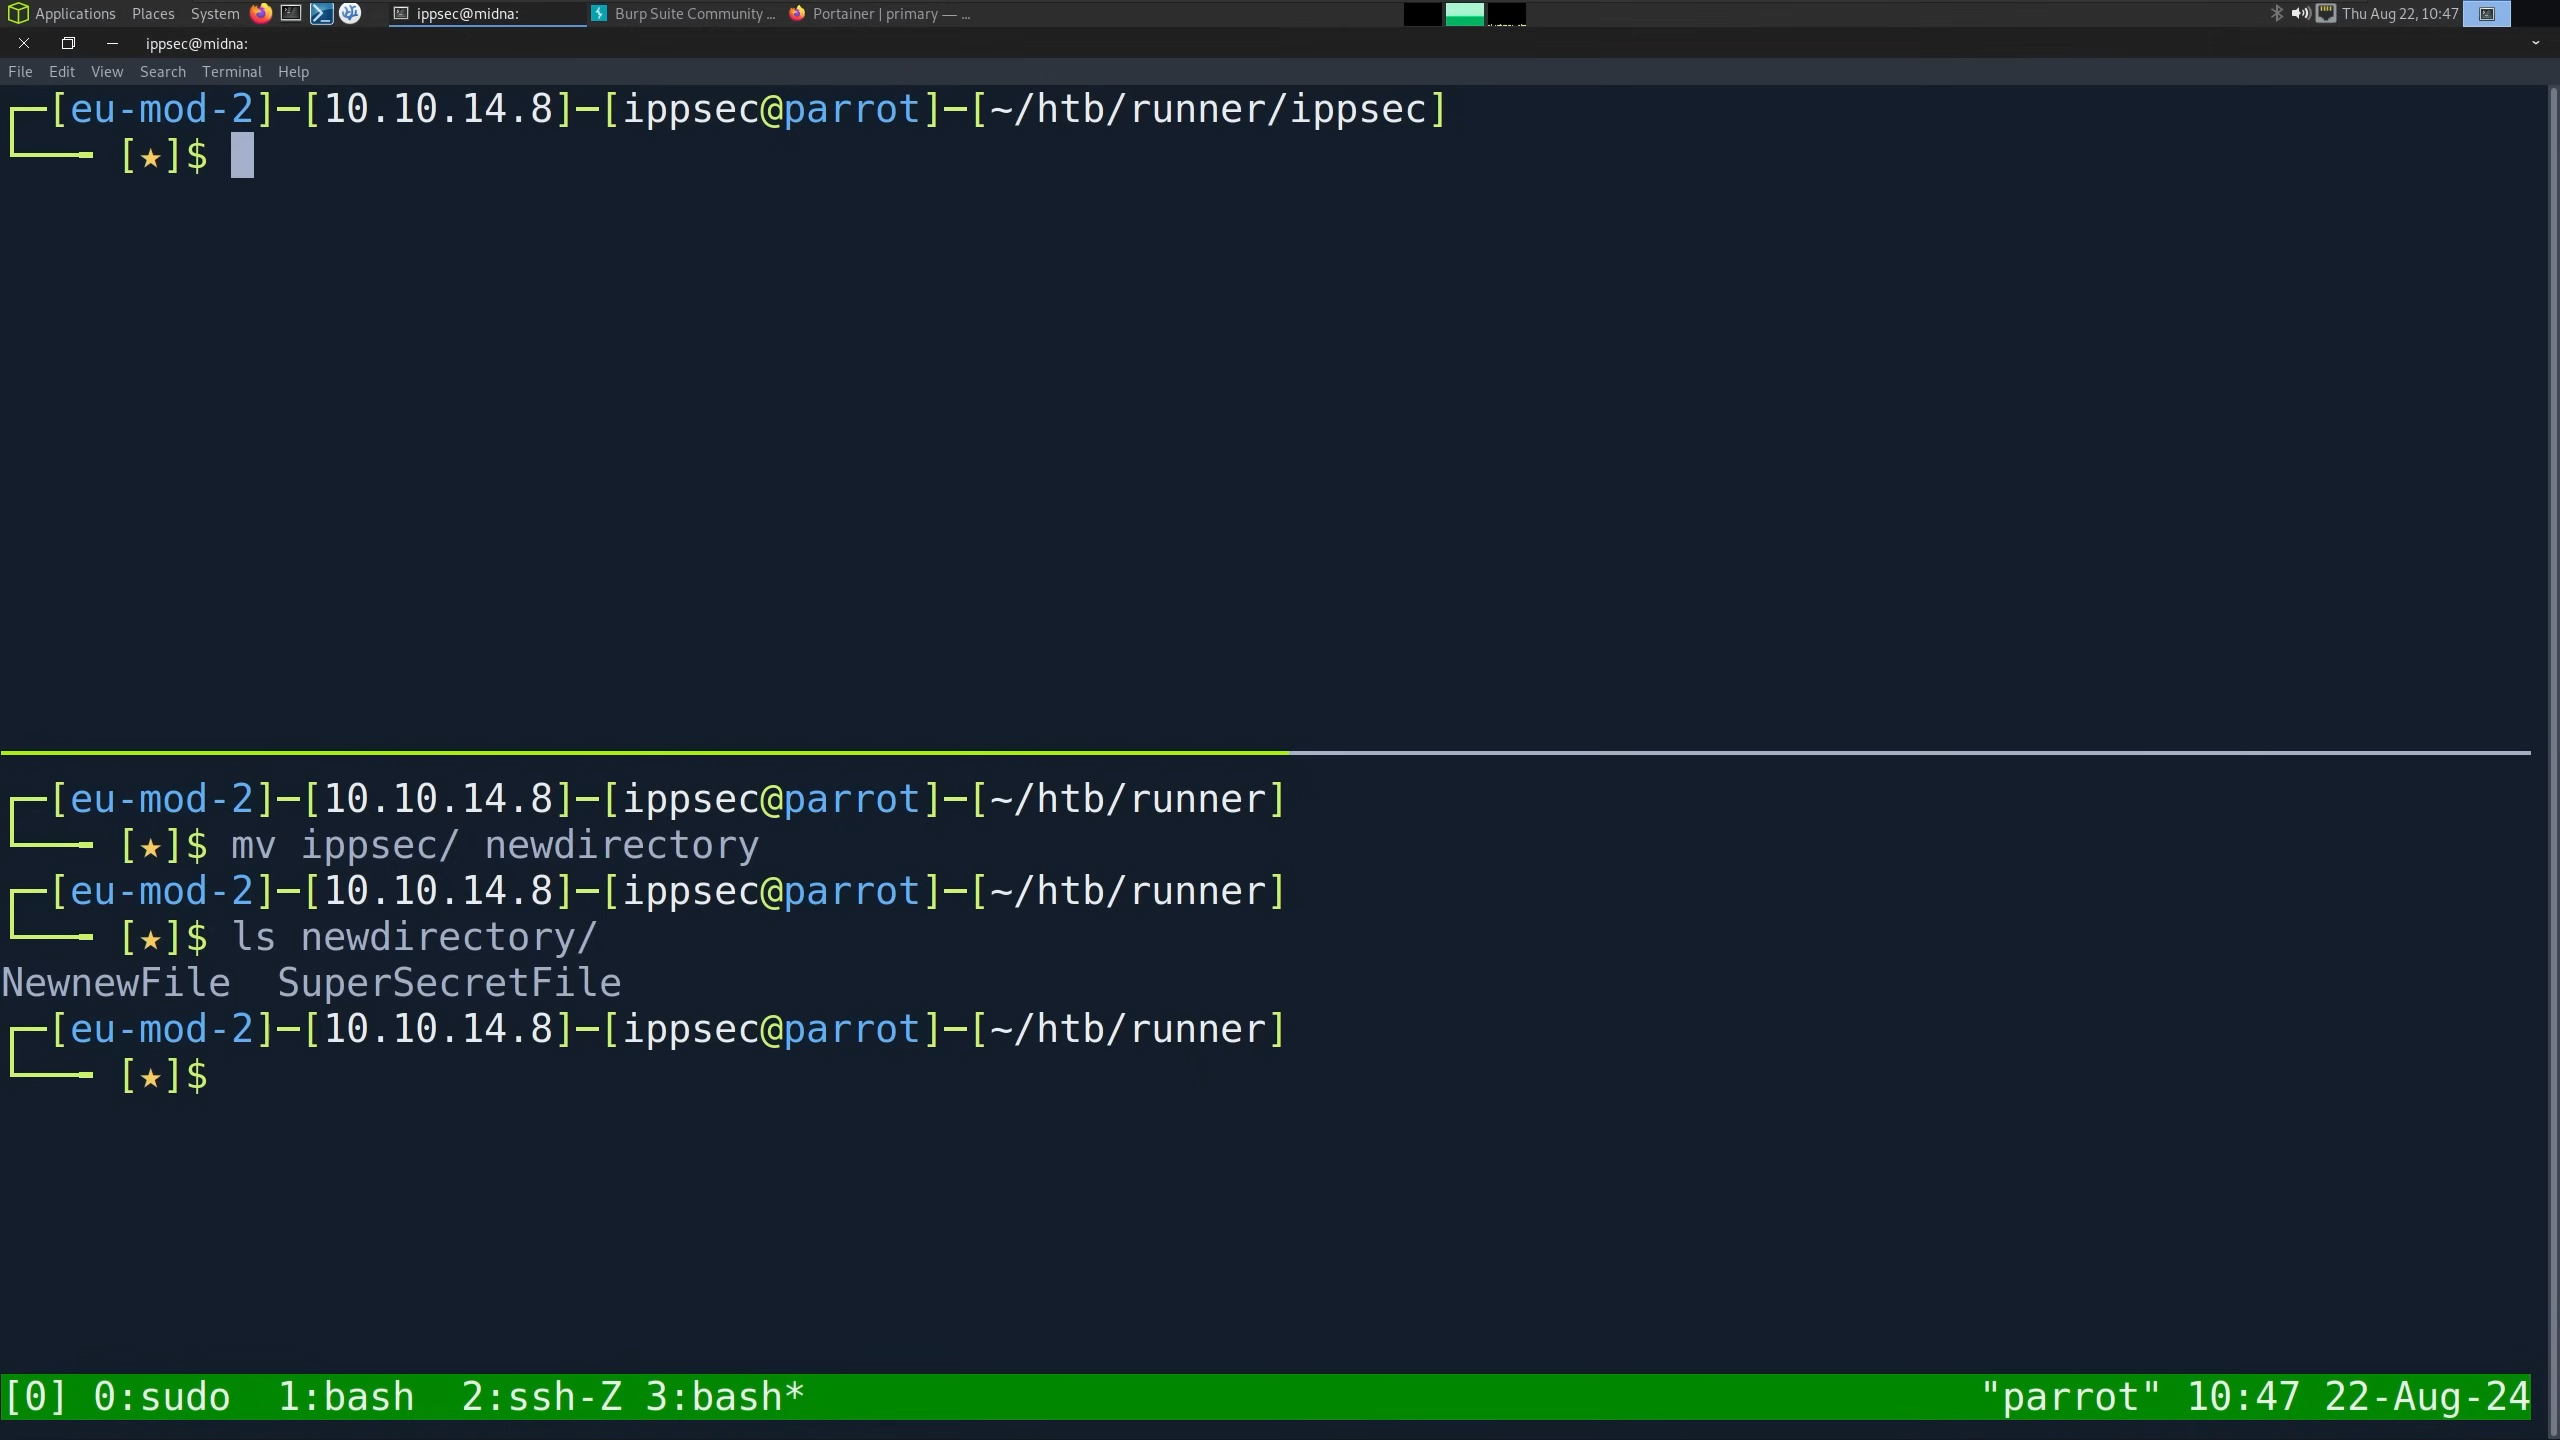 Applications Places System ippsec@midna: Burp Suite Community ... Portainer | primary — ... Thu Aug 22, 10:47
ippsec@midna:
File Edit View Search Terminal Help
┌─[eu-mod-2]─[10.10.14.8]─[ippsec@parrot]─[~/htb/runner/ippsec]
└──╼ [★]$
┌─[eu-mod-2]─[10.10.14.8]─[ippsec@parrot]─[~/htb/runner]
└──╼ [★]$ mv ippsec/ newdirectory
┌─[eu-mod-2]─[10.10.14.8]─[ippsec@parrot]─[~/htb/runner]
└──╼ [★]$ ls newdirectory/
NewnewFile  SuperSecretFile
┌─[eu-mod-2]─[10.10.14.8]─[ippsec@parrot]─[~/htb/runner]
└──╼ [★]$
[0] 0:sudo  1:bash  2:ssh-Z 3:bash* "parrot" 10:47 22-Aug-24